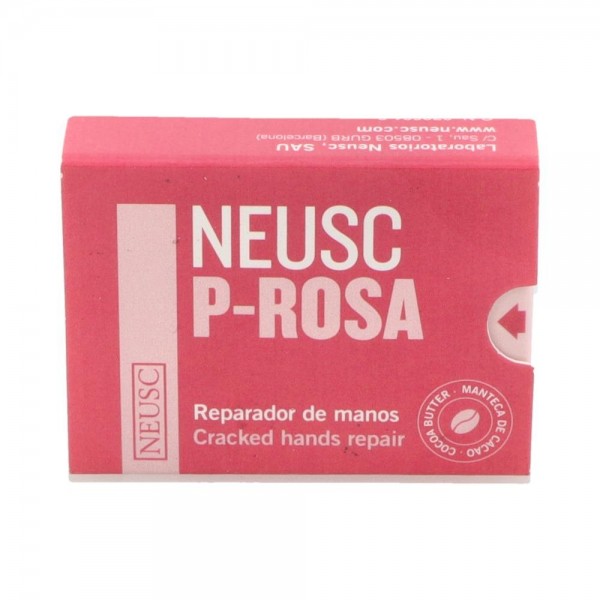 Laboratorios Neusc, SAU
C/ Sau, 1 - 08503 GURB (Barcelona)
www.neusc.com
NEUSC
P-ROSA
NEUSC
Reparador de manos
Cracked hands repair
COCOA BUTTER · MANTECA DE CACAO ·